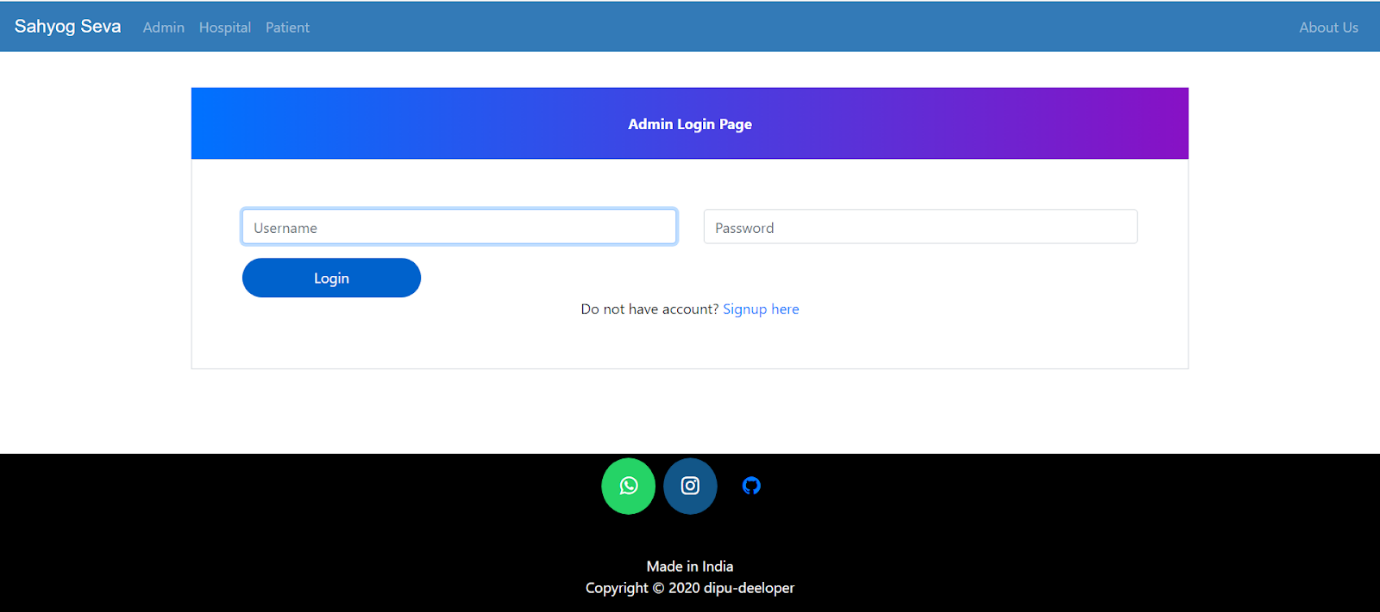 Sahyog Seva Admin Hospital Patient About Us
Admin Login Page
Username Password
Login
Do not have account? Signup here
Made in India
Copyright © 2020 dipu-deeloper